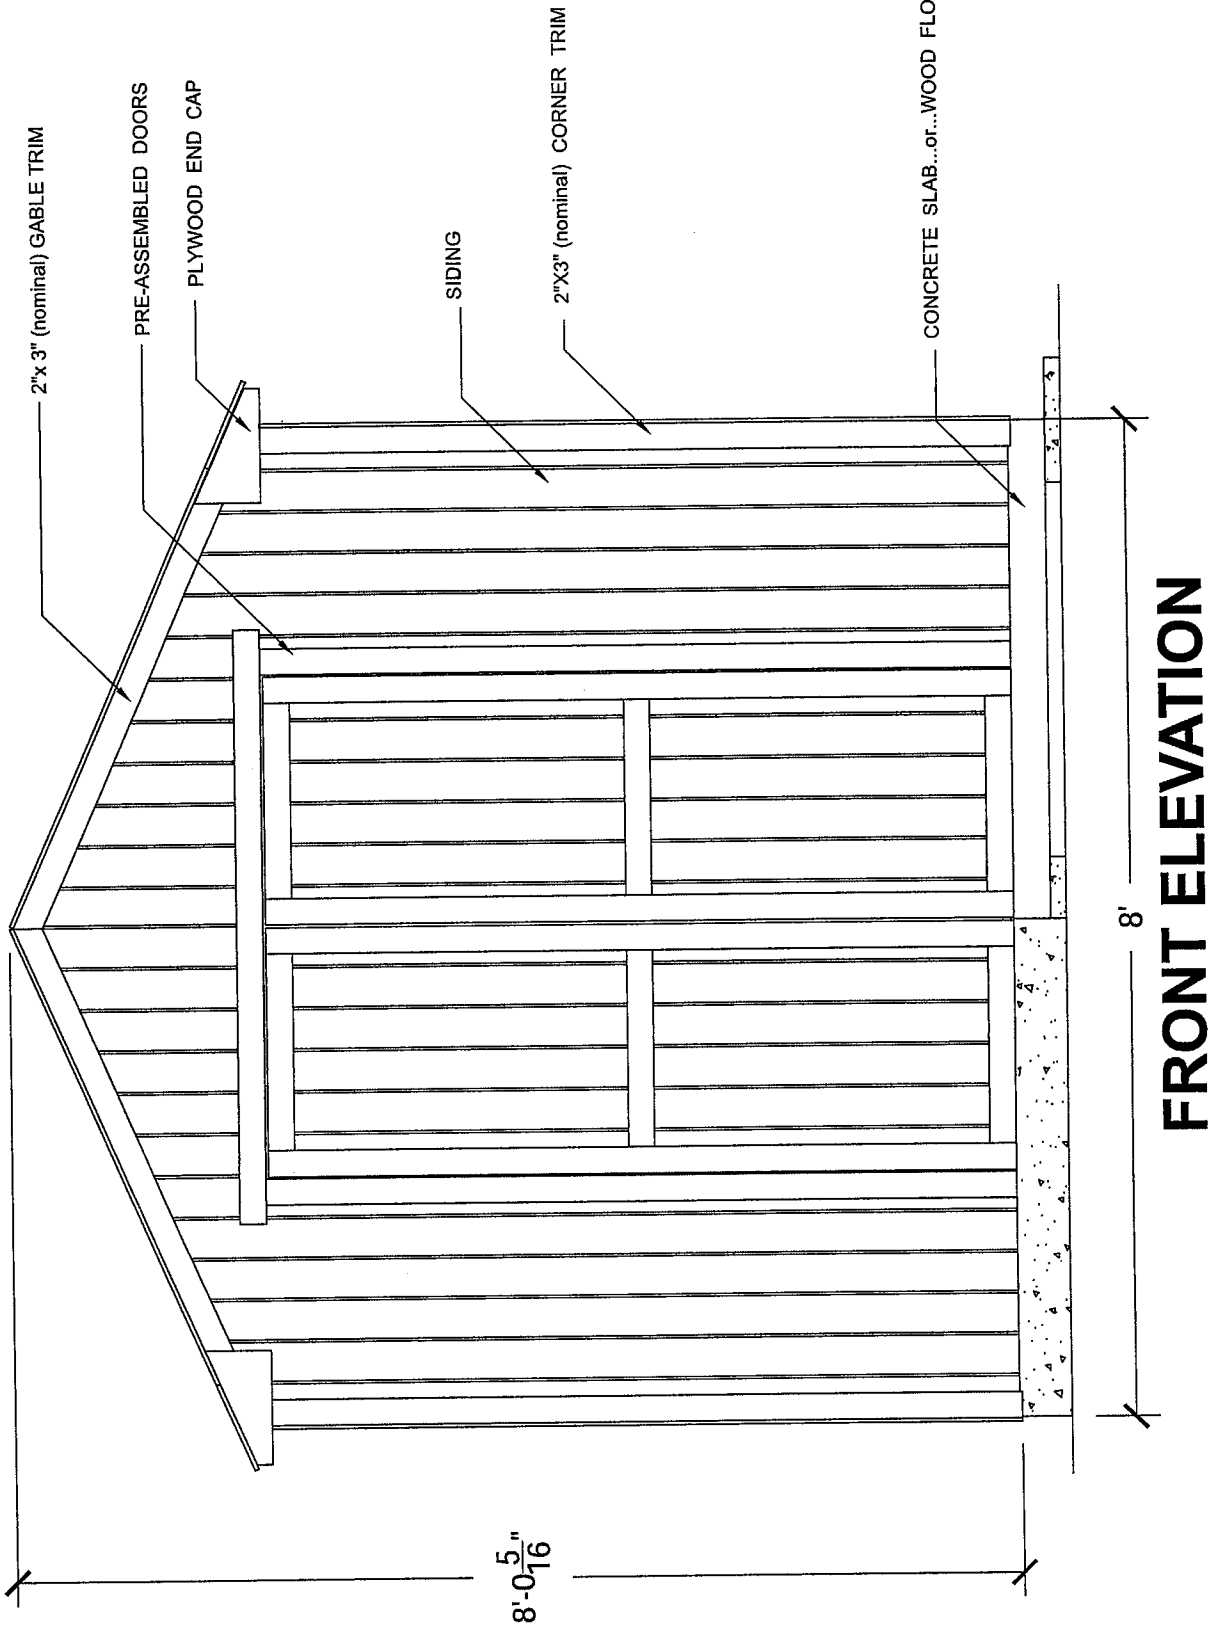 2"x 3" (nominal) GABLE TRIM
PRE-ASSEMBLED DOORS
PLYWOOD END CAP
SIDING
2"X3" (nominal) CORNER TRIM
CONCRETE SLAB...or...WOOD FLO
8'-0 5/16"
8'
FRONT ELEVATION